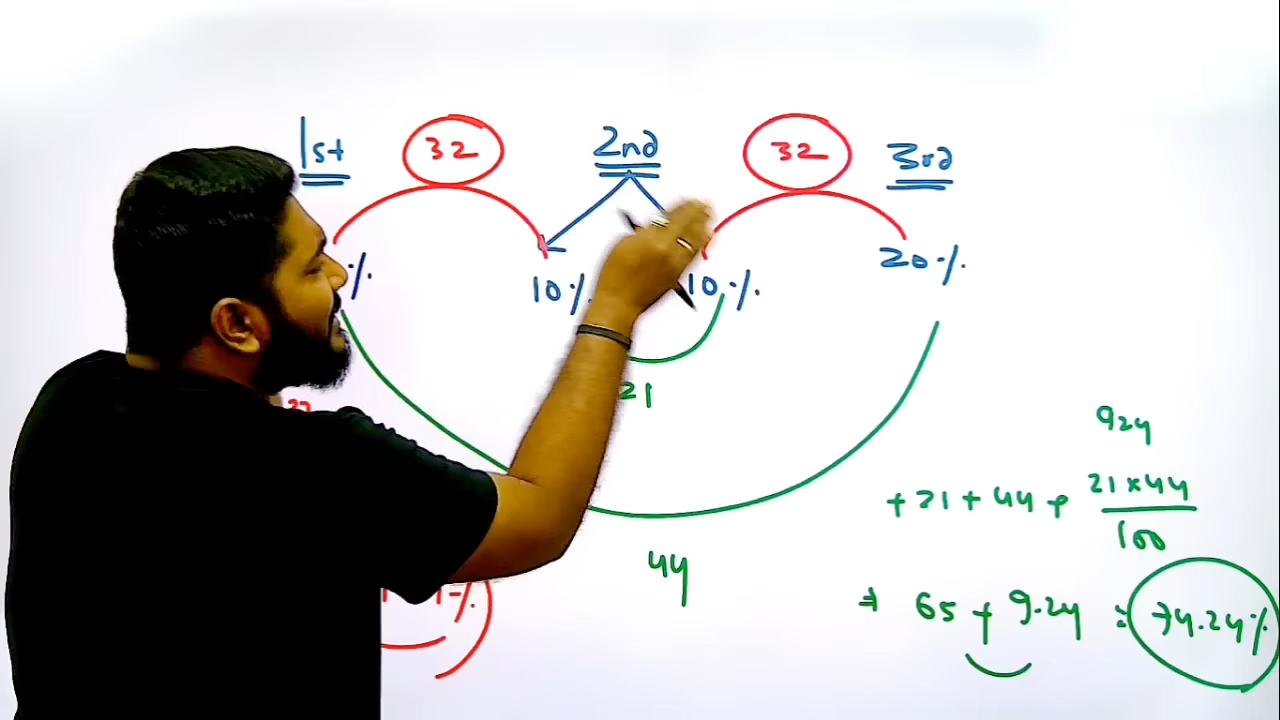 1st 32 2nd 32 3rd
% 10% 10% 20%
21
44
924
+21+44+ 21×44
100
⇒ 65 + 9.24 = 74.24%